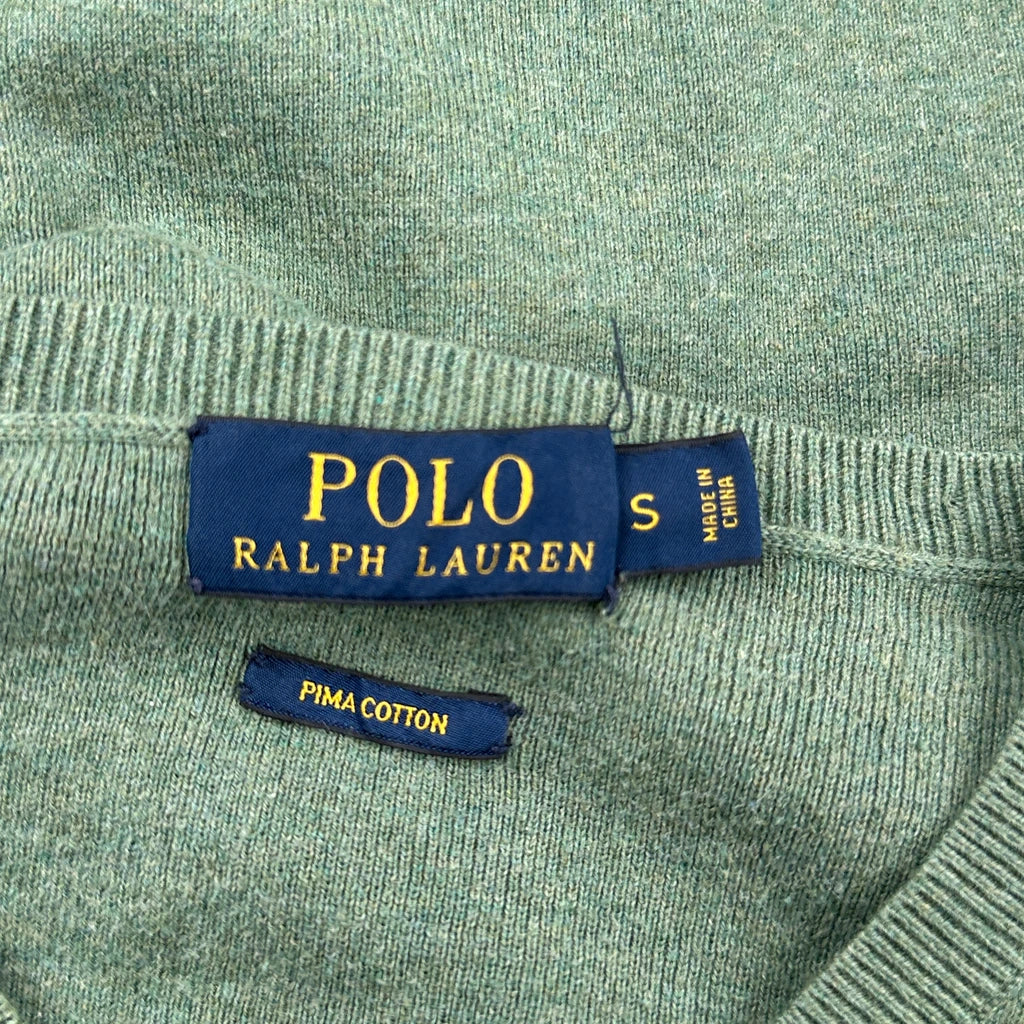 POLO
RALPH LAUREN
S
MADE IN
CHINA
PIMA COTTON